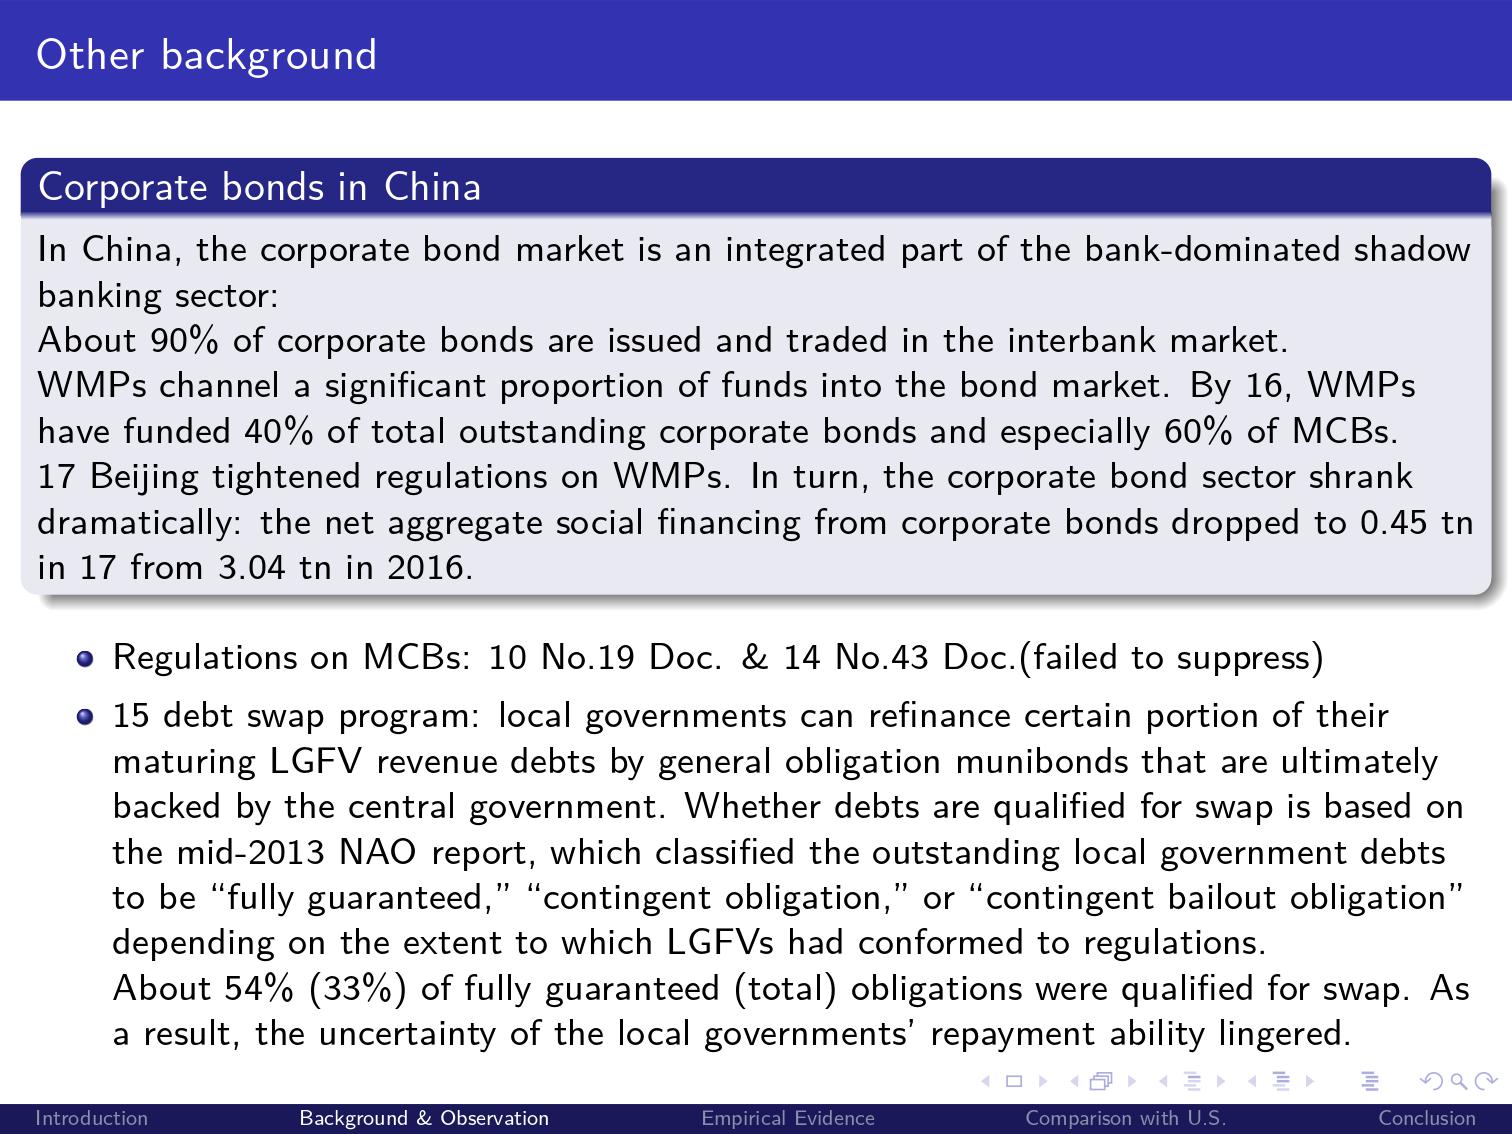 Other background
Corporate bonds in China
In China, the corporate bond market is an integrated part of the bank-dominated shadow
banking sector:
About 90% of corporate bonds are issued and traded in the interbank market.
WMPs channel a significant proportion of funds into the bond market. By 16, WMPs
have funded 40% of total outstanding corporate bonds and especially 60% of MCBs.
17 Beijing tightened regulations on WMPs. In turn, the corporate bond sector shrank
dramatically: the net aggregate social financing from corporate bonds dropped to 0.45 tn
in 17 from 3.04 tn in 2016.
Regulations on MCBs: 10 No.19 Doc. & 14 No.43 Doc.(failed to suppress)
15 debt swap program: local governments can refinance certain portion of their
maturing LGFV revenue debts by general obligation munibonds that are ultimately
backed by the central government. Whether debts are qualified for swap is based on
the mid-2013 NAO report, which classified the outstanding local government debts
to be “fully guaranteed,” “contingent obligation,” or “contingent bailout obligation”
depending on the extent to which LGFVs had conformed to regulations.
About 54% (33%) of fully guaranteed (total) obligations were qualified for swap. As
a result, the uncertainty of the local governments’ repayment ability lingered.
Introduction Background & Observation Empirical Evidence Comparison with U.S. Conclusion